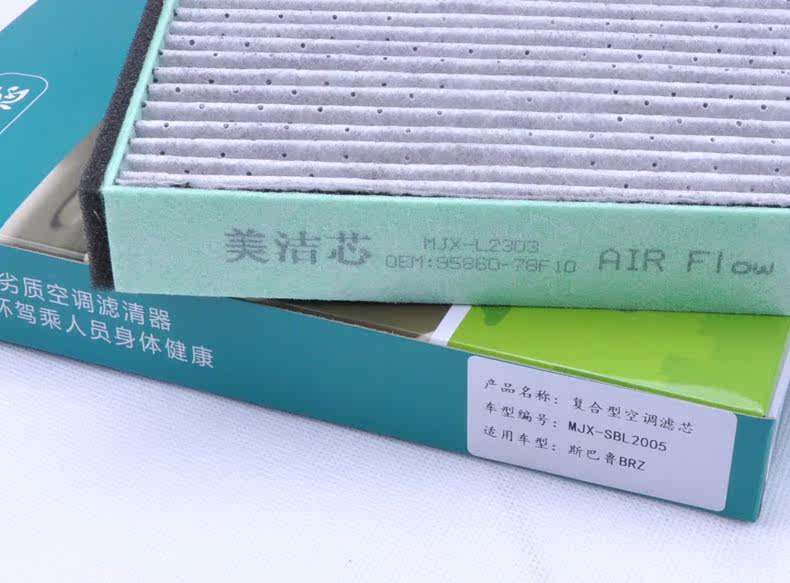 美洁芯
MJX-L2303
OEM:95860-78F10
AIR Flow
劣质空调滤清器
坏驾乘人员身体健康
产品名称：复合型空调滤芯
车型编号：MJX-SBL2005
适用车型：斯巴鲁BRZ